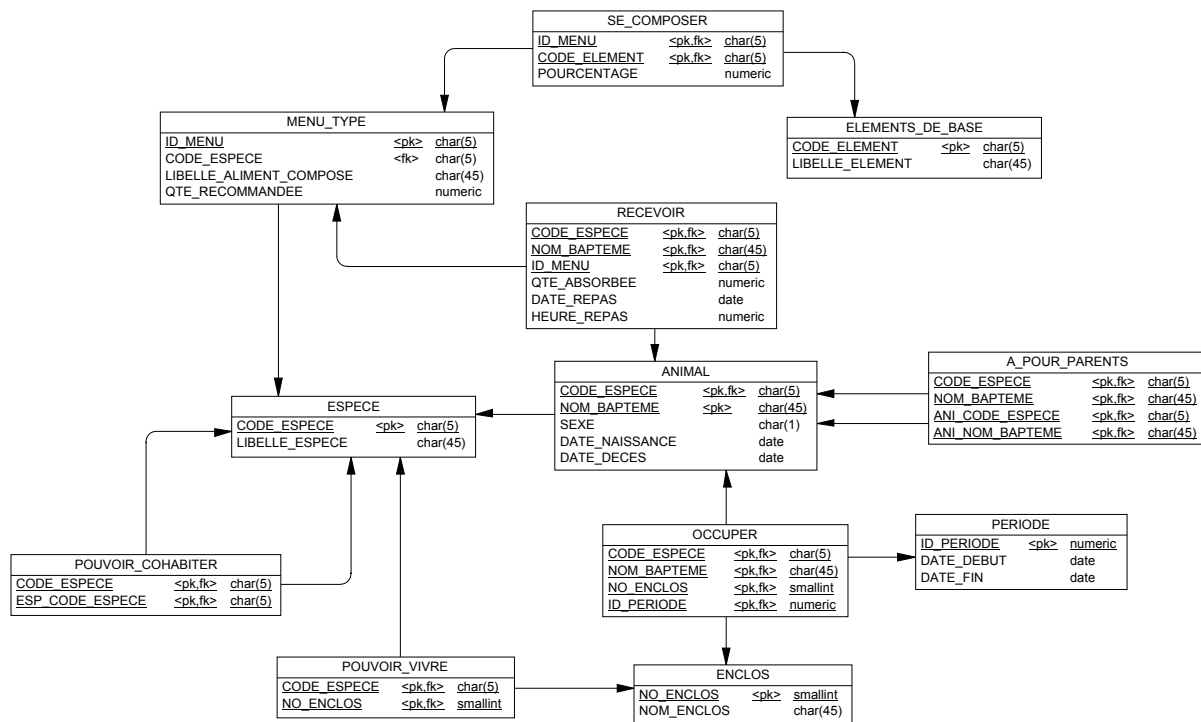 SE_COMPOSER
ID_MENU <pk,fk> char(5)
CODE_ELEMENT <pk,fk> char(5)
POURCENTAGE numeric
MENU_TYPE
ID_MENU <pk> char(5)
CODE_ESPECE <fk> char(5)
LIBELLE_ALIMENT_COMPOSE char(45)
QTE_RECOMMANDEE numeric
ELEMENTS_DE_BASE
CODE_ELEMENT <pk> char(5)
LIBELLE_ELEMENT char(45)
RECEVOIR
CODE_ESPECE <pk,fk> char(5)
NOM_BAPTEME <pk,fk> char(45)
ID_MENU <pk,fk> char(5)
QTE_ABSORBEE numeric
DATE_REPAS date
HEURE_REPAS numeric
ANIMAL
CODE_ESPECE <pk,fk> char(5)
NOM_BAPTEME <pk> char(45)
SEXE char(1)
DATE_NAISSANCE date
DATE_DECES date
A_POUR_PARENTS
CODE_ESPECE <pk,fk> char(5)
NOM_BAPTEME <pk,fk> char(45)
ANI_CODE_ESPECE <pk,fk> char(5)
ANI_NOM_BAPTEME <pk,fk> char(45)
ESPECE
CODE_ESPECE <pk> char(5)
LIBELLE_ESPECE char(45)
OCCUPER
CODE_ESPECE <pk,fk> char(5)
NOM_BAPTEME <pk,fk> char(45)
NO_ENCLOS <pk,fk> smallint
ID_PERIODE <pk,fk> numeric
PERIODE
ID_PERIODE <pk> numeric
DATE_DEBUT date
DATE_FIN date
POUVOIR_COHABITER
CODE_ESPECE <pk,fk> char(5)
ESP_CODE_ESPECE <pk,fk> char(5)
POUVOIR_VIVRE
CODE_ESPECE <pk,fk> char(5)
NO_ENCLOS <pk,fk> smallint
ENCLOS
NO_ENCLOS <pk> smallint
NOM_ENCLOS char(45)